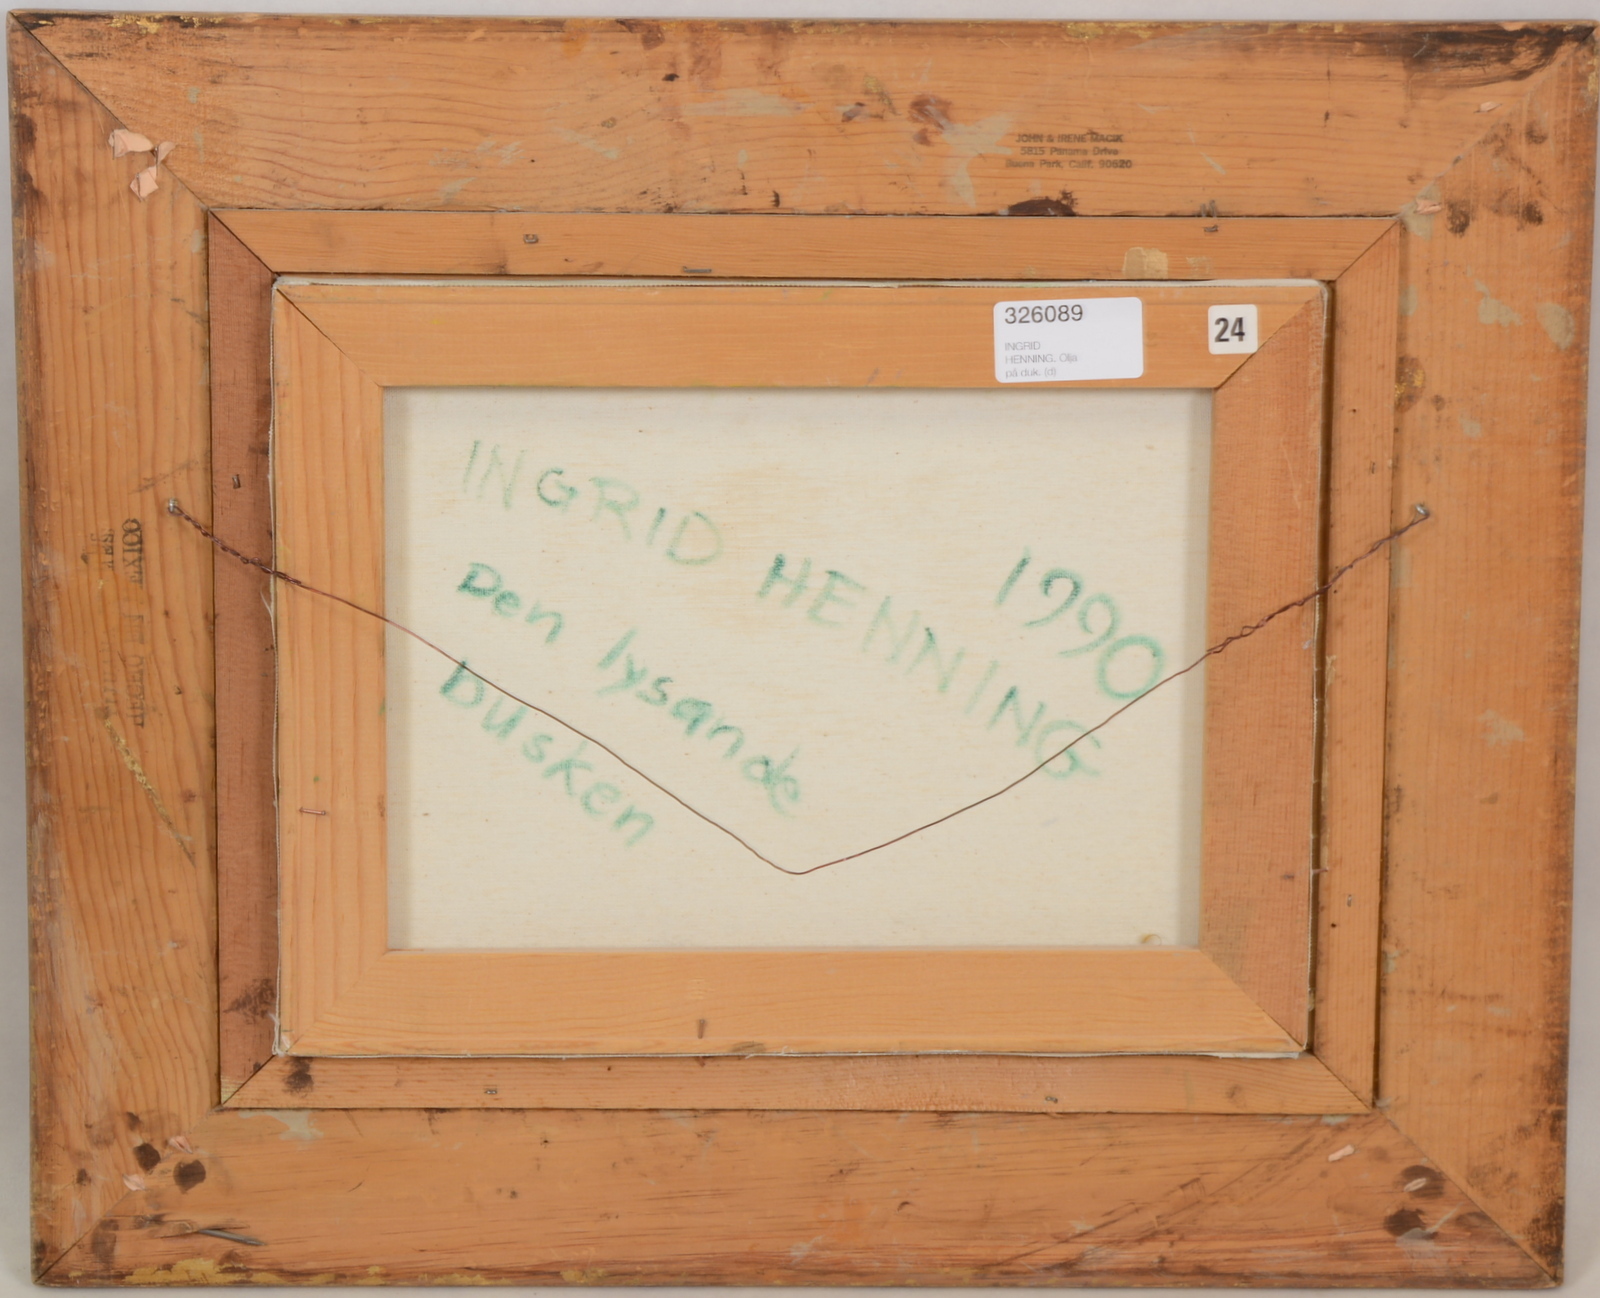 JOHN & IRENE MAGIK
5815 Panama Drive
Buena Park, Calif. 90620
326089
INGRID
HENNING, Olja
på duk. (d)
24
INGRID HENNING
1990
Den lysande
busken